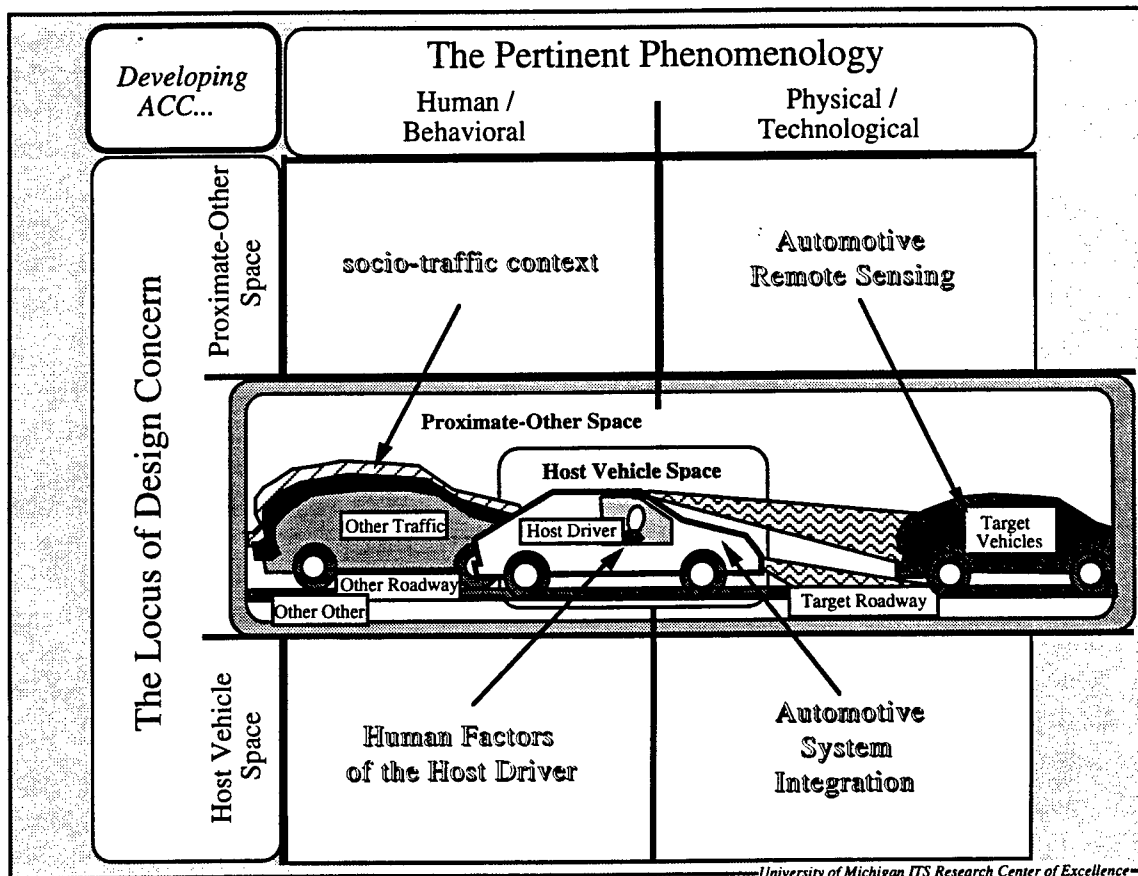 Developing
ACC...
The Pertinent Phenomenology
Human /
Behavioral
Physical /
Technological
The Locus of Design Concern
Proximate-Other
Space
socio-traffic context
Automotive
Remote Sensing
Proximate-Other Space
Host Vehicle Space
Other Traffic
Host Driver
Target
Vehicles
Other Roadway
Target Roadway
Other Other
Host Vehicle
Space
Human Factors
of the Host Driver
Automotive
System
Integration
University of Michigan ITS Research Center of Excellence